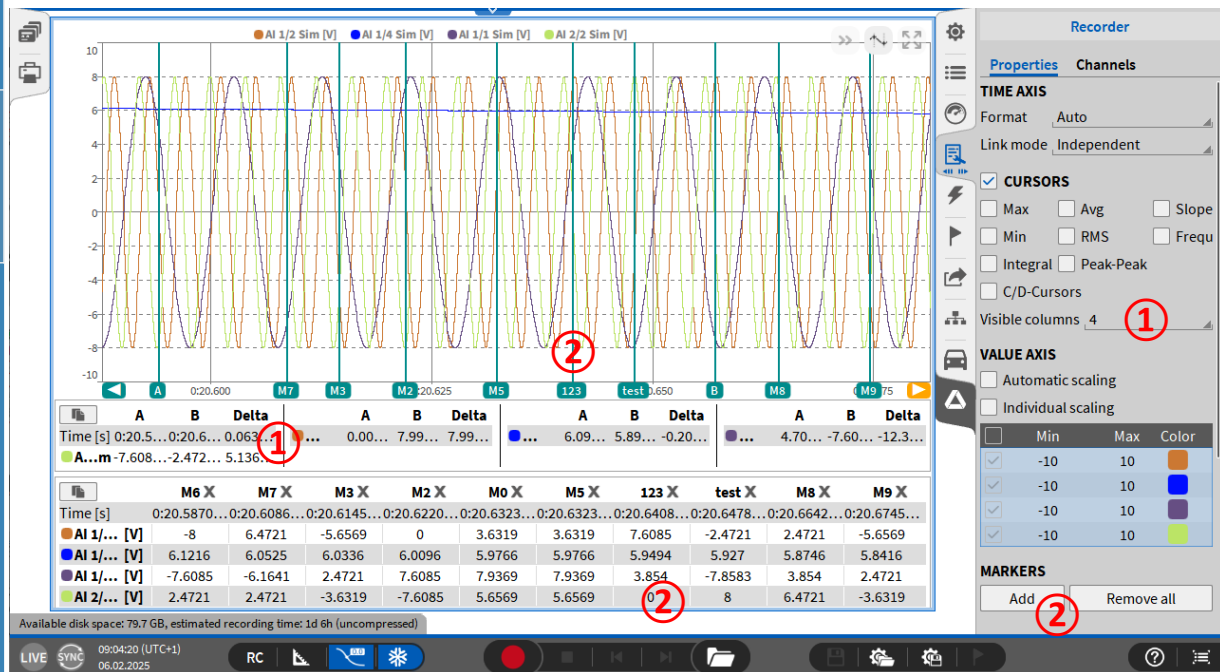 AI 1/2 Sim [V] AI 1/4 Sim [V] AI 1/1 Sim [V] AI 2/2 Sim [V]
10
8
6
4
2
0
-2
-4
-6
-8
-10
2
A 0:20.600 M7 M3 M2 0:20.625 M5 123 test 0.650 B M8 M9 75
A B Delta A B Delta A B Delta A B Delta
Time [s] 0:20.5... 0:20.6... 0.063... 1 ... 0.00... 7.99... 7.99... ... 6.09... 5.89... -0.20... ... 4.70... -7.60... -12.3...
A...m -7.608... -2.472... 5.136...
M6 X M7 X M3 X M2 X M0 X M5 X 123 X test X M8 X M9 X
Time [s] 0:20.5870... 0:20.6086... 0:20.6145... 0:20.6220... 0:20.6323... 0:20.6323... 0:20.6408... 0:20.6478... 0:20.6642... 0:20.6745...
AI 1/... [V] -8 6.4721 -5.6569 0 3.6319 3.6319 7.6085 -2.4721 2.4721 -5.6569
AI 1/... [V] 6.1216 6.0525 6.0336 6.0096 5.9766 5.9766 5.9494 5.927 5.8746 5.8416
AI 1/... [V] -7.6085 -6.1641 2.4721 7.6085 7.9369 7.9369 3.854 -7.8583 3.854 2.4721
AI 2/... [V] 2.4721 2.4721 -3.6319 -7.6085 5.6569 5.6569 0 2 8 6.4721 -3.6319
Available disk space: 79.7 GB, estimated recording time: 1d 6h (uncompressed)
LIVE SYNC 09:04:20 (UTC+1)
06.02.2025
RC 0.0
Recorder
Properties Channels
TIME AXIS
Format Auto
Link mode Independent
CURSORS
Max Avg Slope
Min RMS Frequ
Integral Peak-Peak
C/D-Cursors
Visible columns 4 1
VALUE AXIS
Automatic scaling
Individual scaling
Min Max Color
-10 10
-10 10
-10 10
-10 10
MARKERS
Add 2 Remove all